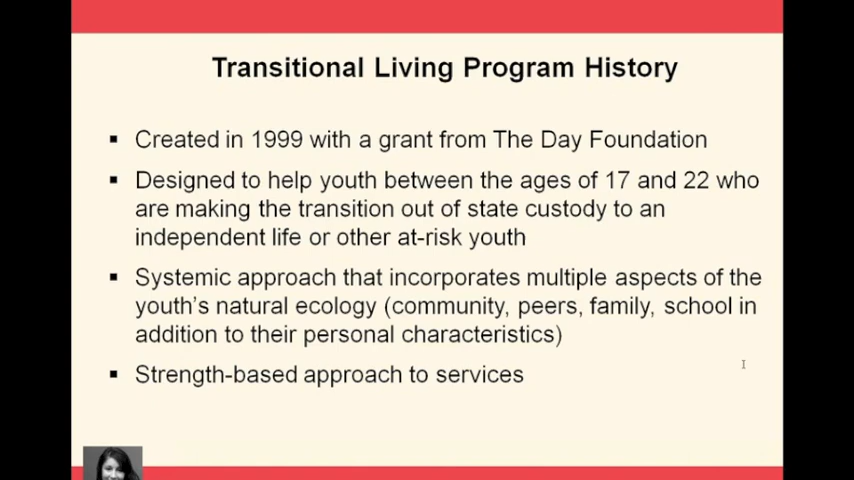 Transitional Living Program History
▪ Created in 1999 with a grant from The Day Foundation
▪ Designed to help youth between the ages of 17 and 22 who
are making the transition out of state custody to an
independent life or other at-risk youth
▪ Systemic approach that incorporates multiple aspects of the
youth's natural ecology (community, peers, family, school in
addition to their personal characteristics)
▪ Strength-based approach to services